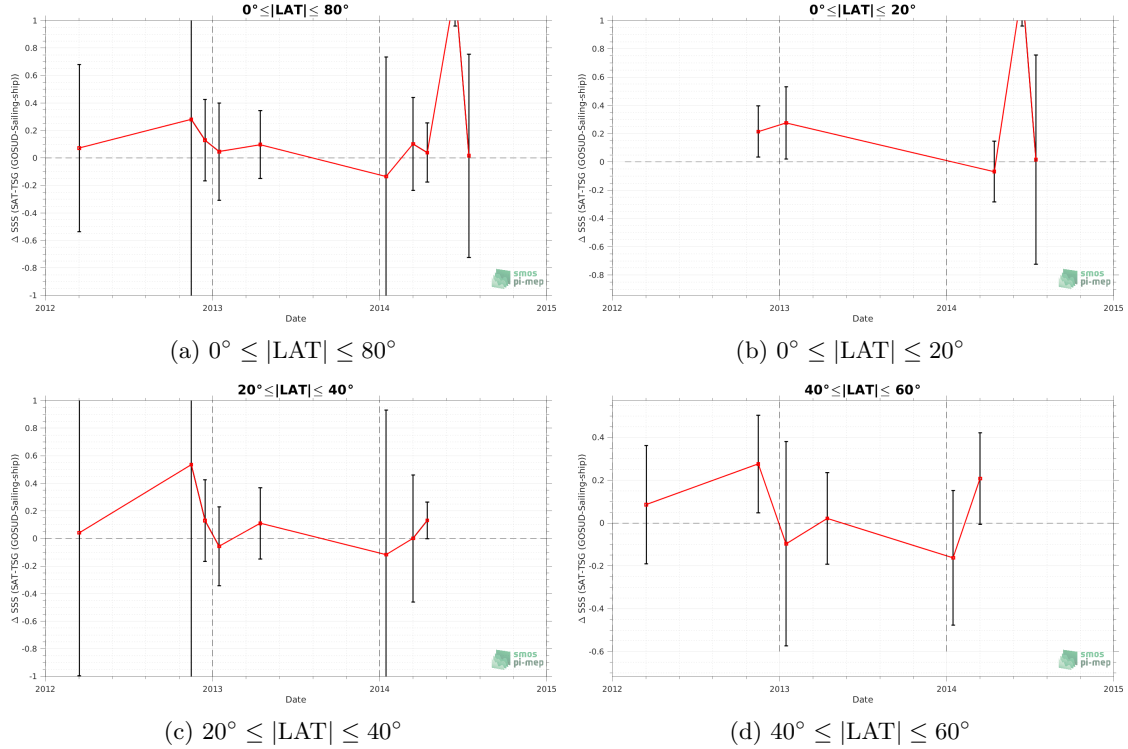 0°≤|LAT|≤ 80°
Δ SSS (SAT-TSG (GOSUD-Sailing-ship))
1
0.8
0.6
0.4
0.2
0
-0.2
-0.4
-0.6
-0.8
-1
2012
2013
2014
2015
Date
smos
pi-mep
(a) 0° ≤ |LAT| ≤ 80°
0°≤|LAT|≤ 20°
Δ SSS (SAT-TSG (GOSUD-Sailing-ship))
1
0.8
0.6
0.4
0.2
0
-0.2
-0.4
-0.6
-0.8
2012
2013
2014
2015
Date
smos
pi-mep
(b) 0° ≤ |LAT| ≤ 20°
20°≤|LAT|≤ 40°
Δ SSS (SAT-TSG (GOSUD-Sailing-ship))
1
0.8
0.6
0.4
0.2
0
-0.2
-0.4
-0.6
-0.8
-1
2012
2013
2014
2015
Date
smos
pi-mep
(c) 20° ≤ |LAT| ≤ 40°
40°≤|LAT|≤ 60°
Δ SSS (SAT-TSG (GOSUD-Sailing-ship))
0.4
0.2
0
-0.2
-0.4
-0.6
2012
2013
2014
2015
Date
smos
pi-mep
(d) 40° ≤ |LAT| ≤ 60°